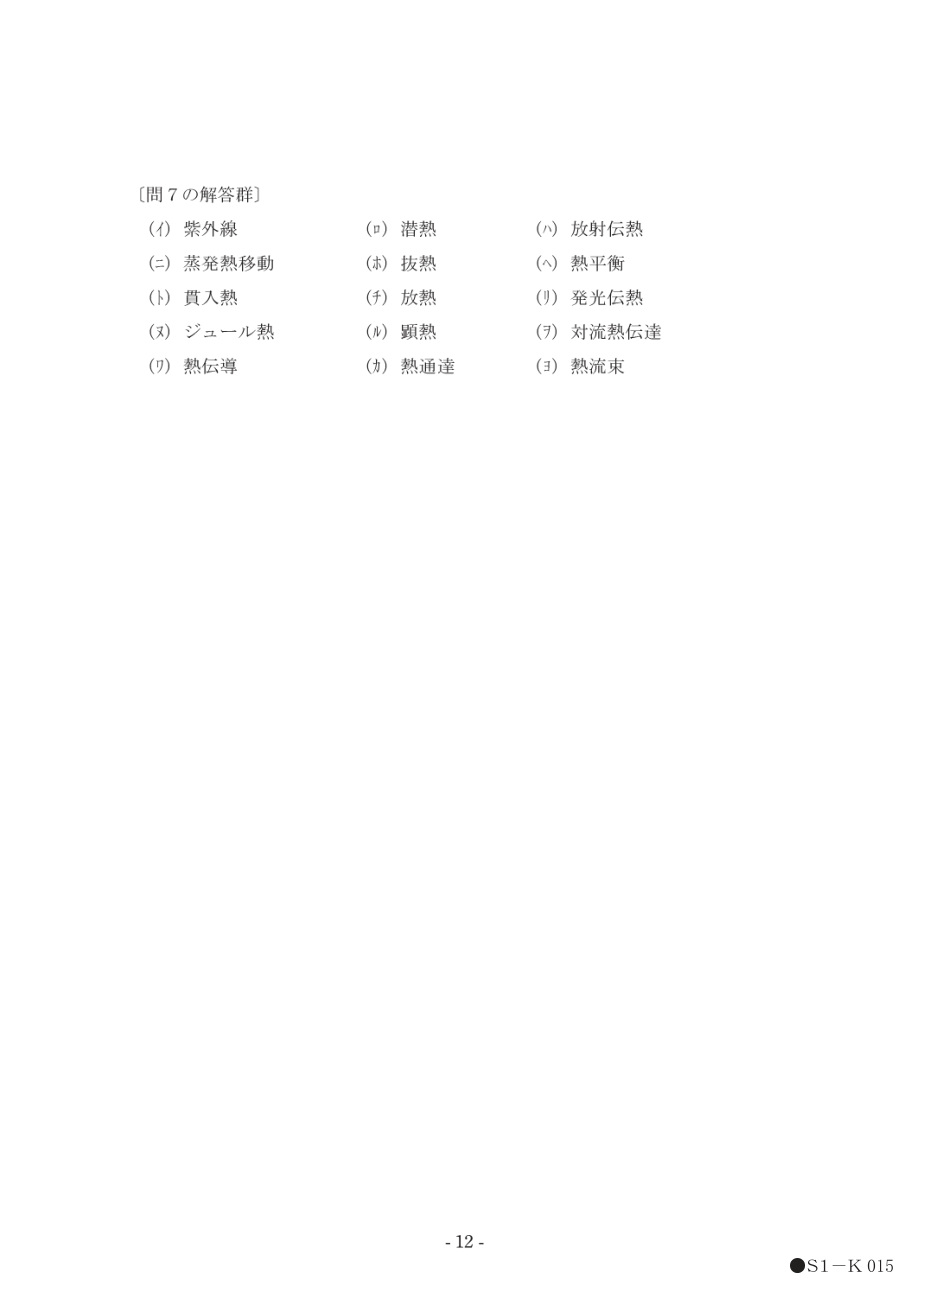 〔問７の解答群〕
(ｲ) 紫外線 (ﾛ) 潜熱 (ﾊ) 放射伝熱
(ﾆ) 蒸発熱移動 (ﾎ) 抜熱 (ﾍ) 熱平衡
(ﾄ) 貫入熱 (ﾁ) 放熱 (ﾘ) 発光伝熱
(ﾇ) ジュール熱 (ﾙ) 顕熱 (ｦ) 対流熱伝達
(ﾜ) 熱伝導 (ｶ) 熱通達 (ﾖ) 熱流束
- 12 -
●S1－K 015